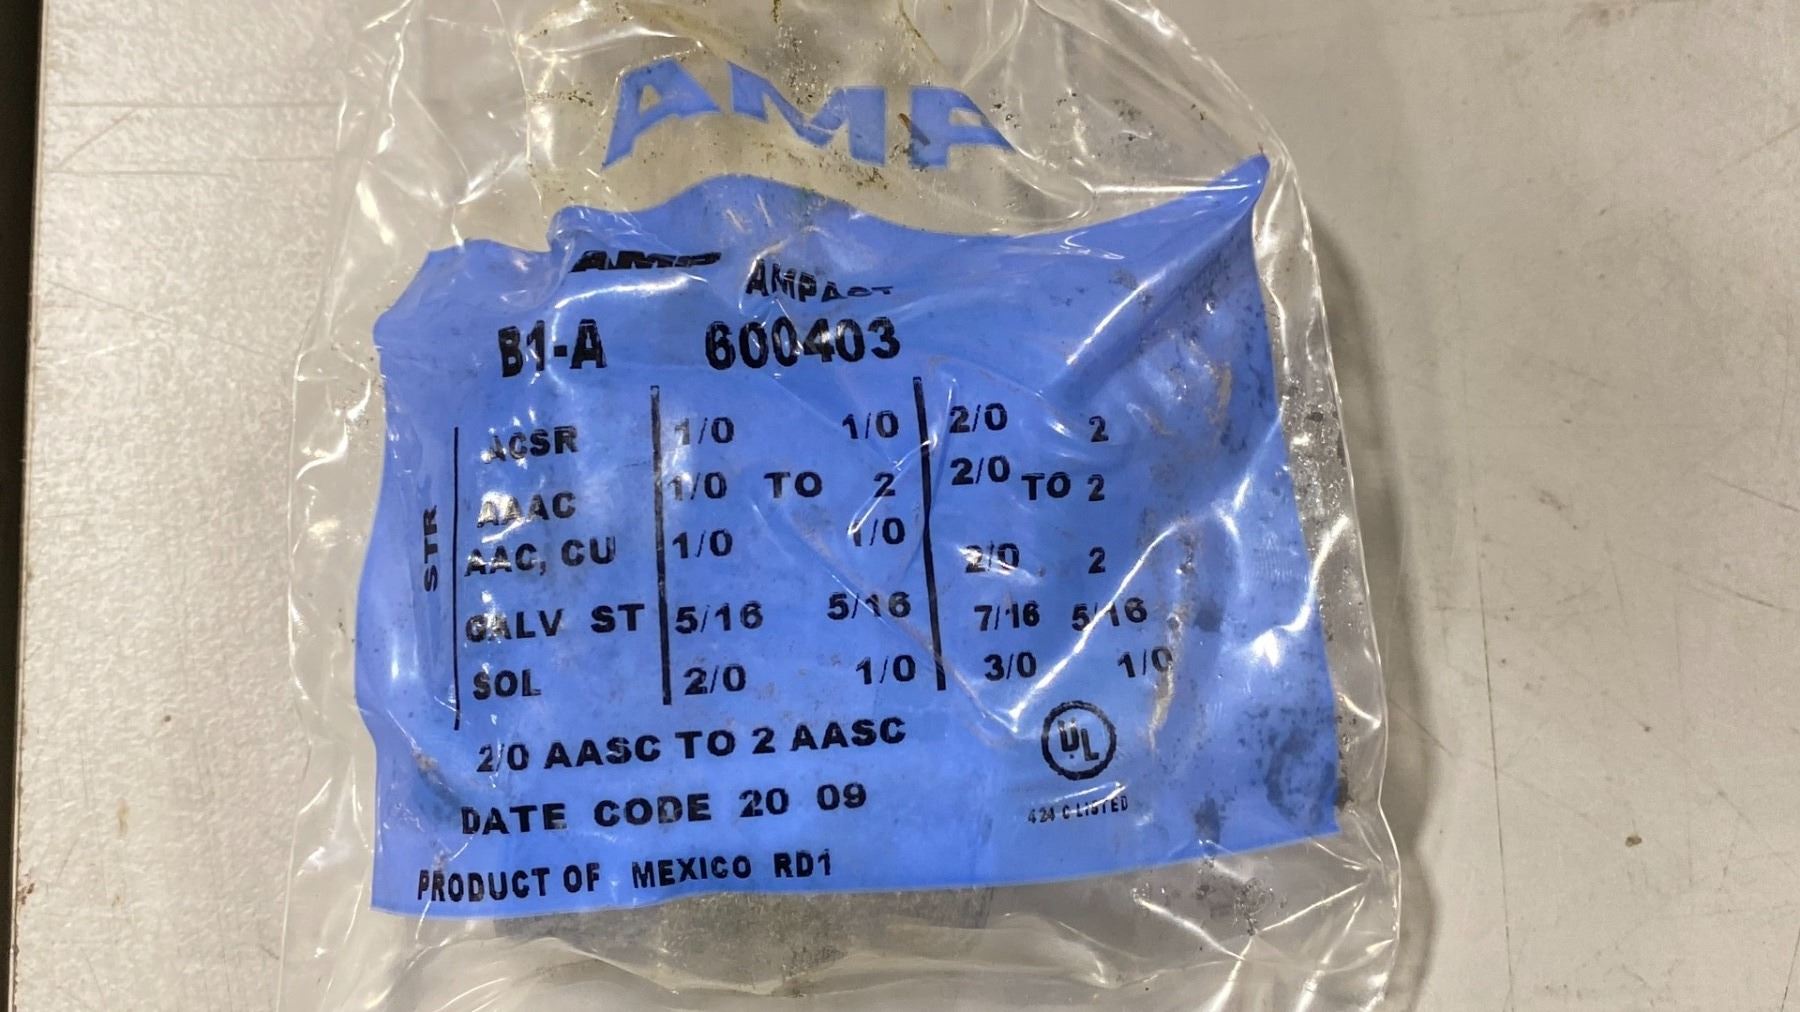 AMP
AMP AMPACT
B1-A 600403
STR
ACSR 1/0 1/0 2/0 2
AAAC 1/0 TO 2 2/0 TO 2
AAC, CU 1/0 1/0 2/0 2
GALV ST 5/16 5/16 7/16 5/16
SOL 2/0 1/0 3/0 1/0
2/0 AASC TO 2 AASC
UL
DATE CODE 20 09
424 C LISTED
PRODUCT OF MEXICO RD1